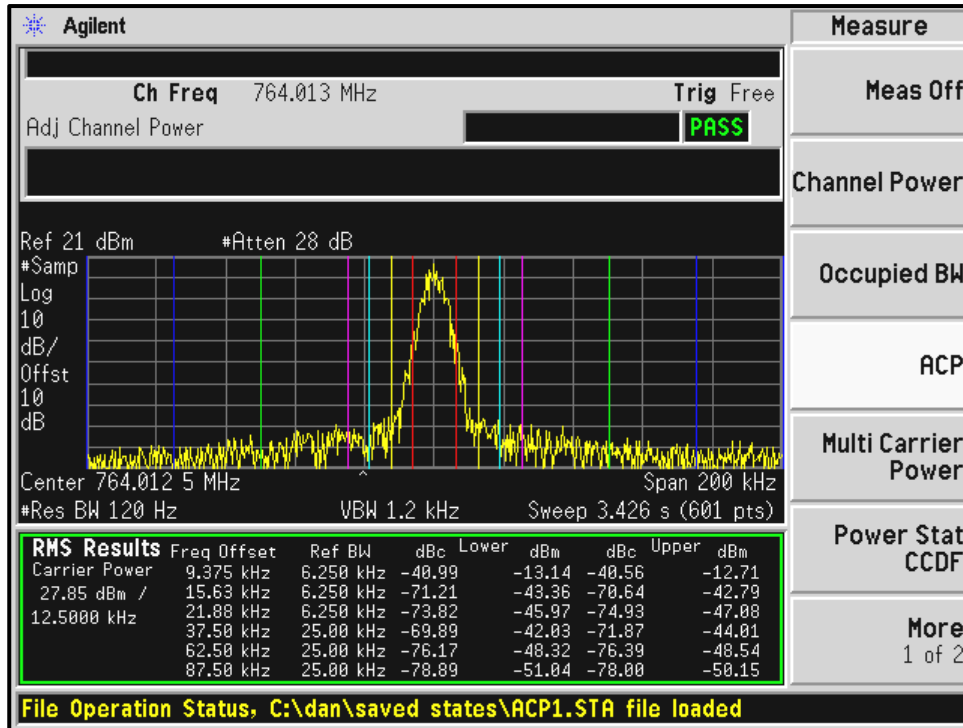 Agilent
Measure
Ch Freq 764.013 MHz Trig Free
Adj Channel Power PASS
Ref 21 dBm #Atten 28 dB
#Samp
Log
10
dB/
Offst
10
dB
Center 764.012 5 MHz ^ Span 200 kHz
#Res BW 120 Hz VBW 1.2 kHz Sweep 3.426 s (601 pts)
RMS Results Freq Offset Ref BW dBc Lower dBm dBc Upper dBm
Carrier Power 9.375 kHz 6.250 kHz -40.99 -13.14 -40.56 -12.71
27.85 dBm / 15.63 kHz 6.250 kHz -71.21 -43.36 -70.64 -42.79
12.5000 kHz 21.88 kHz 6.250 kHz -73.82 -45.97 -74.93 -47.08
37.50 kHz 25.00 kHz -69.89 -42.03 -71.87 -44.01
62.50 kHz 25.00 kHz -76.17 -48.32 -76.39 -48.54
87.50 kHz 25.00 kHz -78.89 -51.04 -78.00 -50.15
File Operation Status, C:\dan\saved states\ACP1.STA file loaded
Meas Off
Channel Power
Occupied BW
ACP
Multi Carrier
Power
Power Stat
CCDF
More
1 of 2